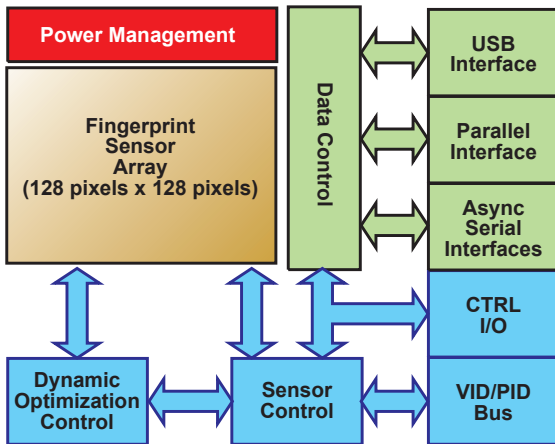 Power Management
Fingerprint
Sensor
Array
(128 pixels x 128 pixels)
Data Control
USB
Interface
Parallel
Interface
Async
Serial
Interfaces
CTRL
I/O
Dynamic
Optimization
Control
Sensor
Control
VID/PID
Bus